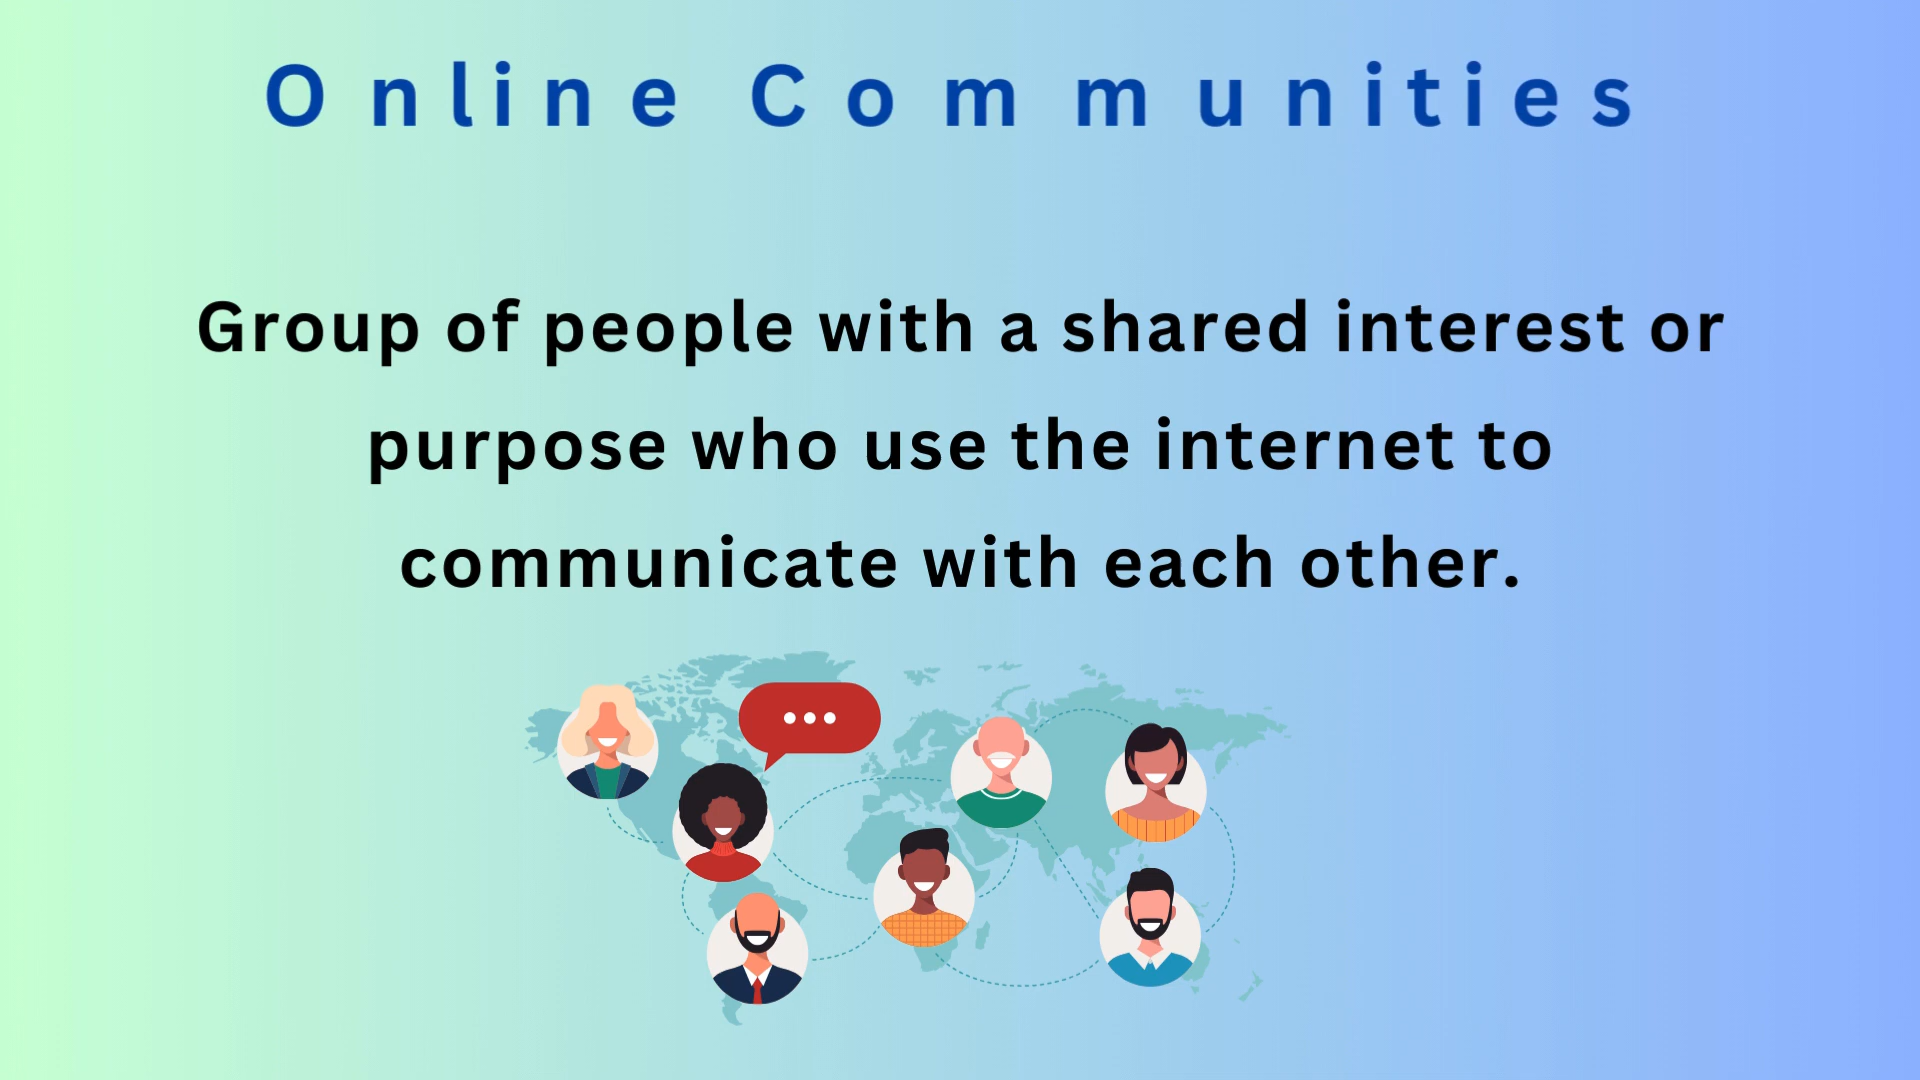 Online Communities
Group of people with a shared interest or
purpose who use the internet to
communicate with each other.